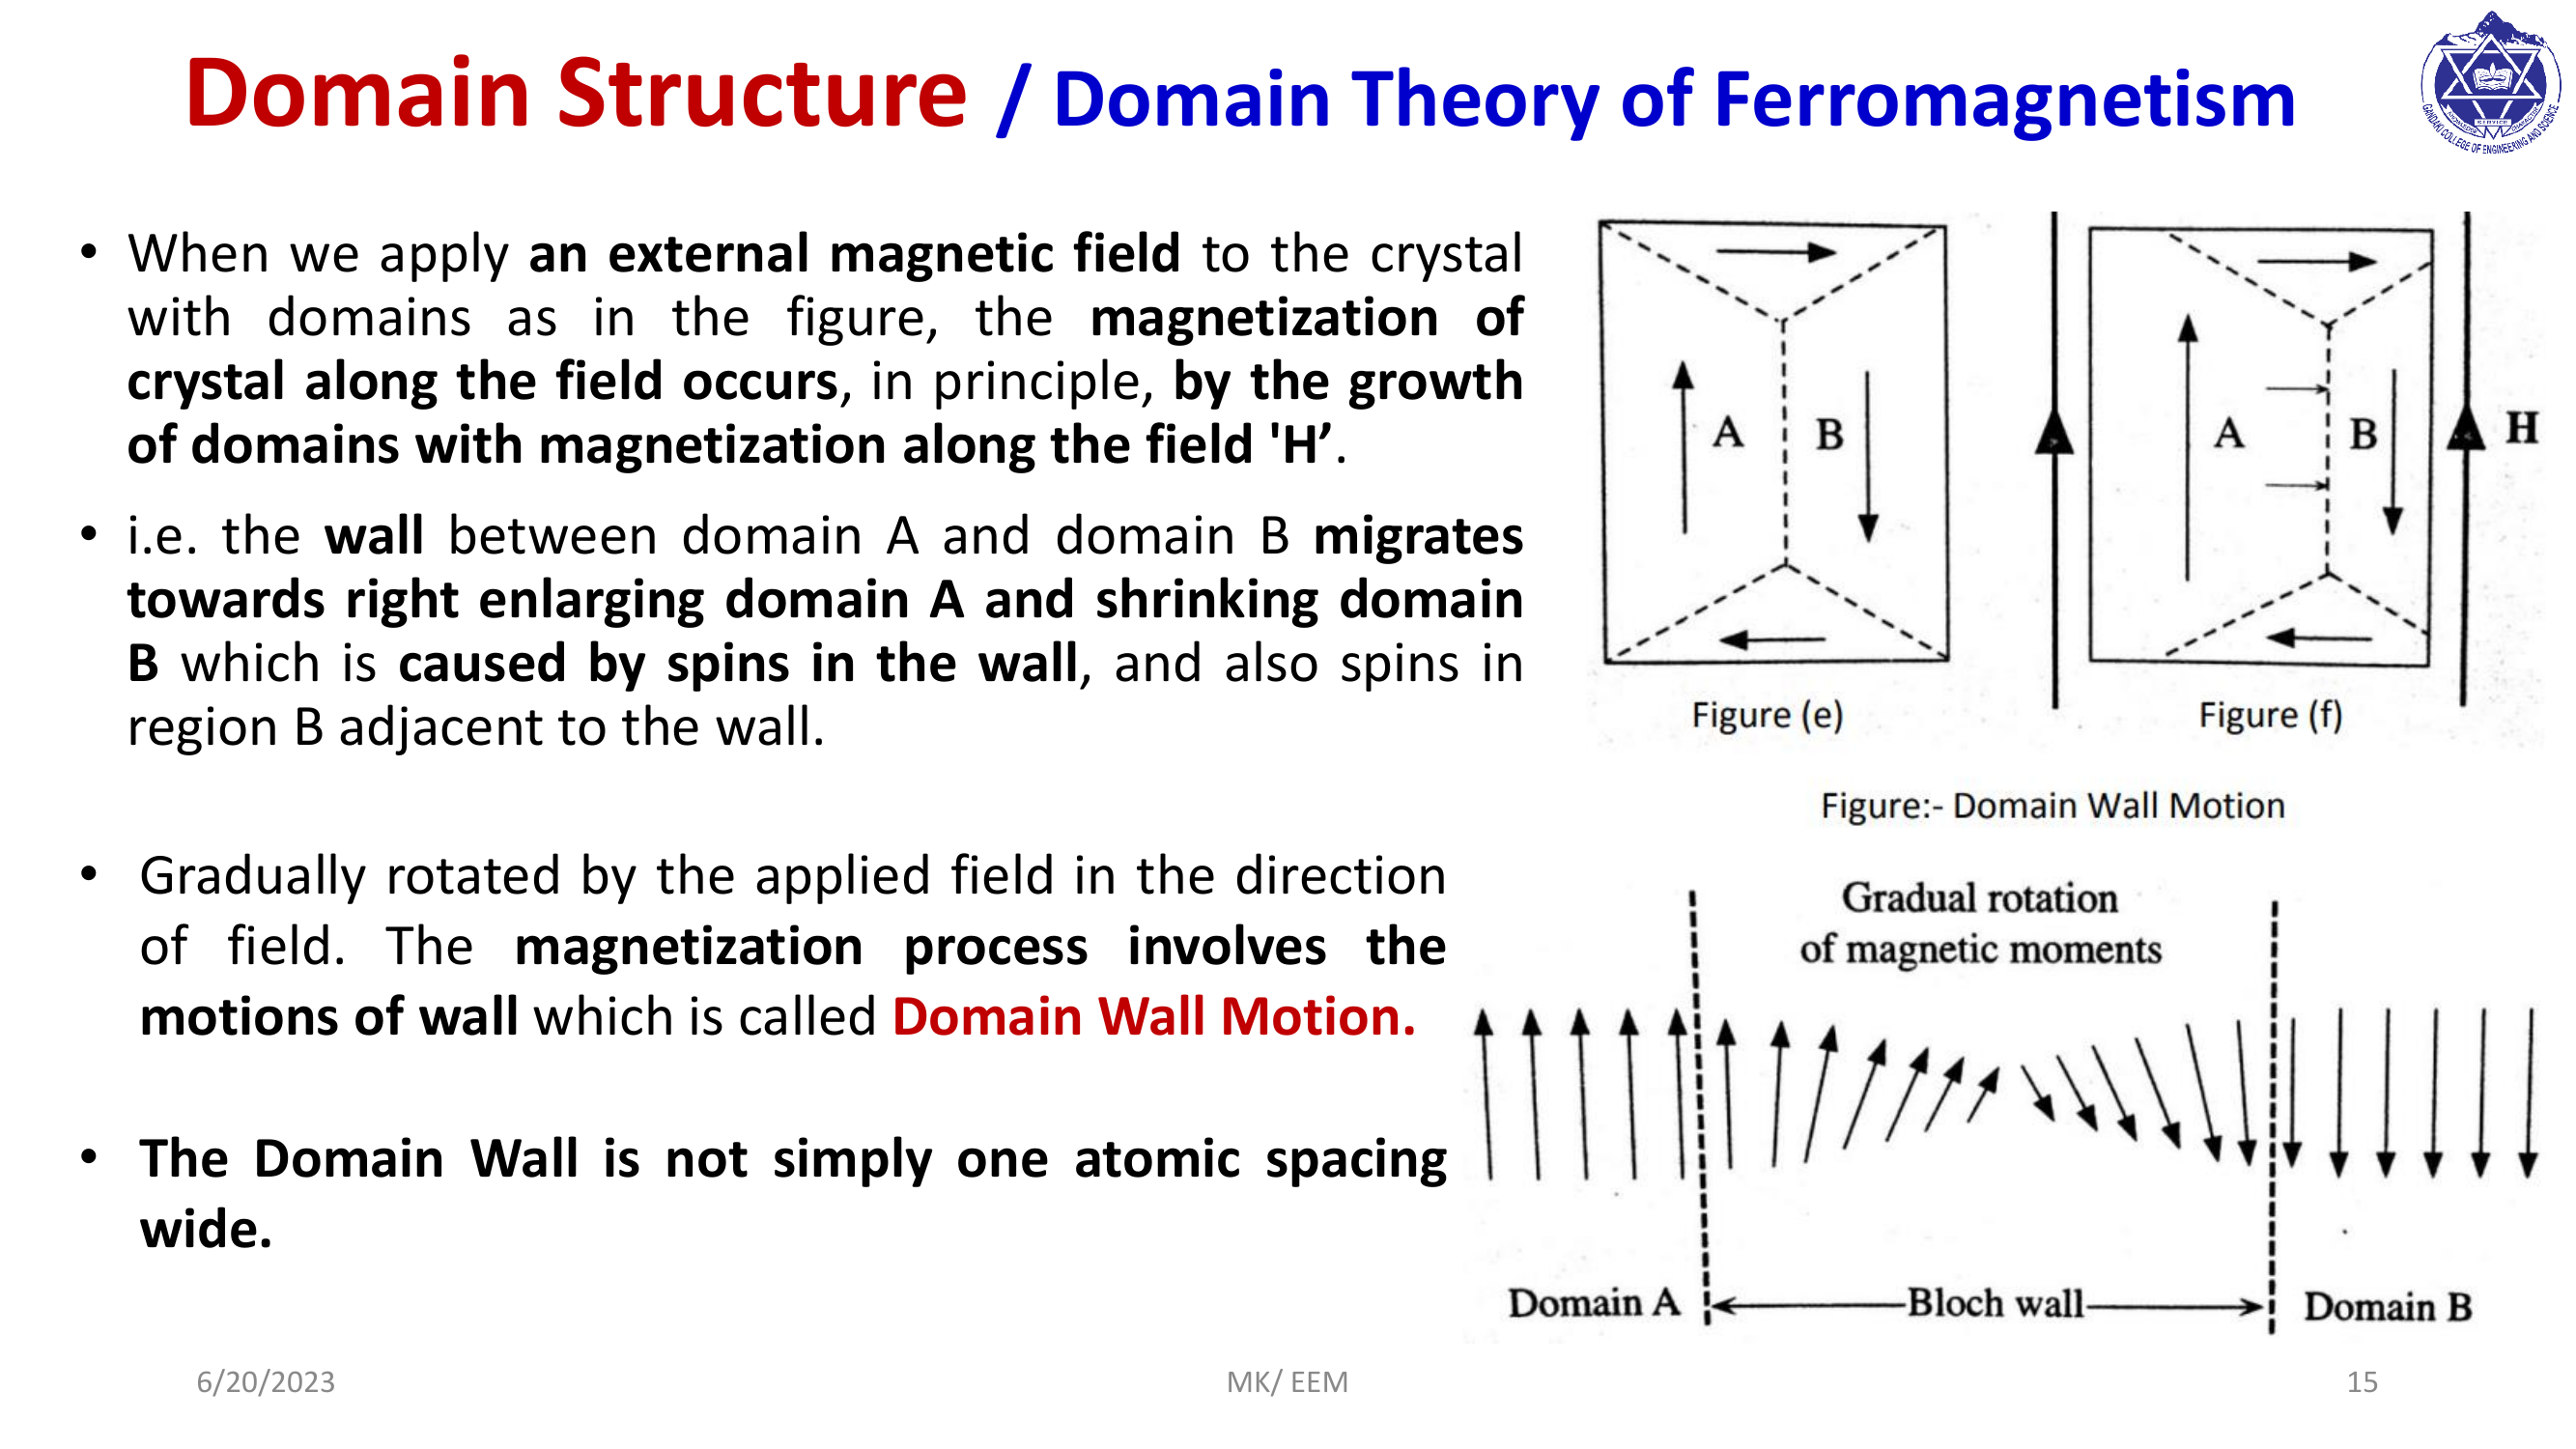 Domain Structure / Domain Theory of Ferromagnetism
GANDAKI COLLEGE OF ENGINEERING AND SCIENCE
• When we apply an external magnetic field to the crystal
with domains as in the figure, the magnetization of
crystal along the field occurs, in principle, by the growth
of domains with magnetization along the field 'H’.
• i.e. the wall between domain A and domain B migrates
towards right enlarging domain A and shrinking domain
B which is caused by spins in the wall, and also spins in
region B adjacent to the wall.
• Gradually rotated by the applied field in the direction
of field. The magnetization process involves the
motions of wall which is called Domain Wall Motion.
• The Domain Wall is not simply one atomic spacing
wide.
A B
A B H
Figure (e) Figure (f)
Figure:- Domain Wall Motion
Gradual rotation
of magnetic moments
Domain A Bloch wall Domain B
6/20/2023 MK/ EEM 15